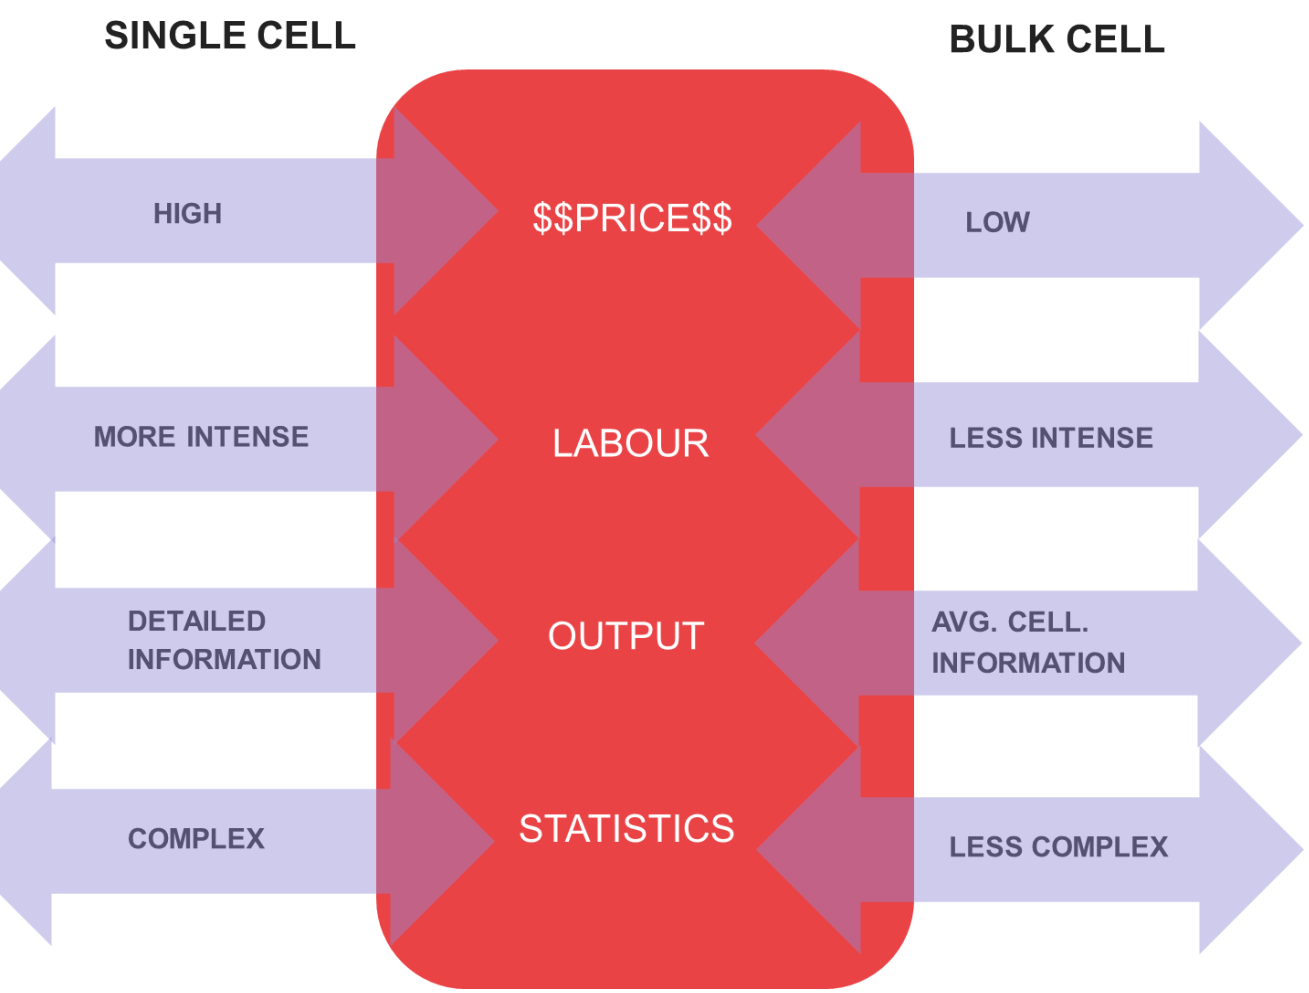 SINGLE CELL
BULK CELL
HIGH
$$PRICE$$
LOW
MORE INTENSE
LABOUR
LESS INTENSE
DETAILED
INFORMATION
OUTPUT
AVG. CELL.
INFORMATION
COMPLEX
STATISTICS
LESS COMPLEX